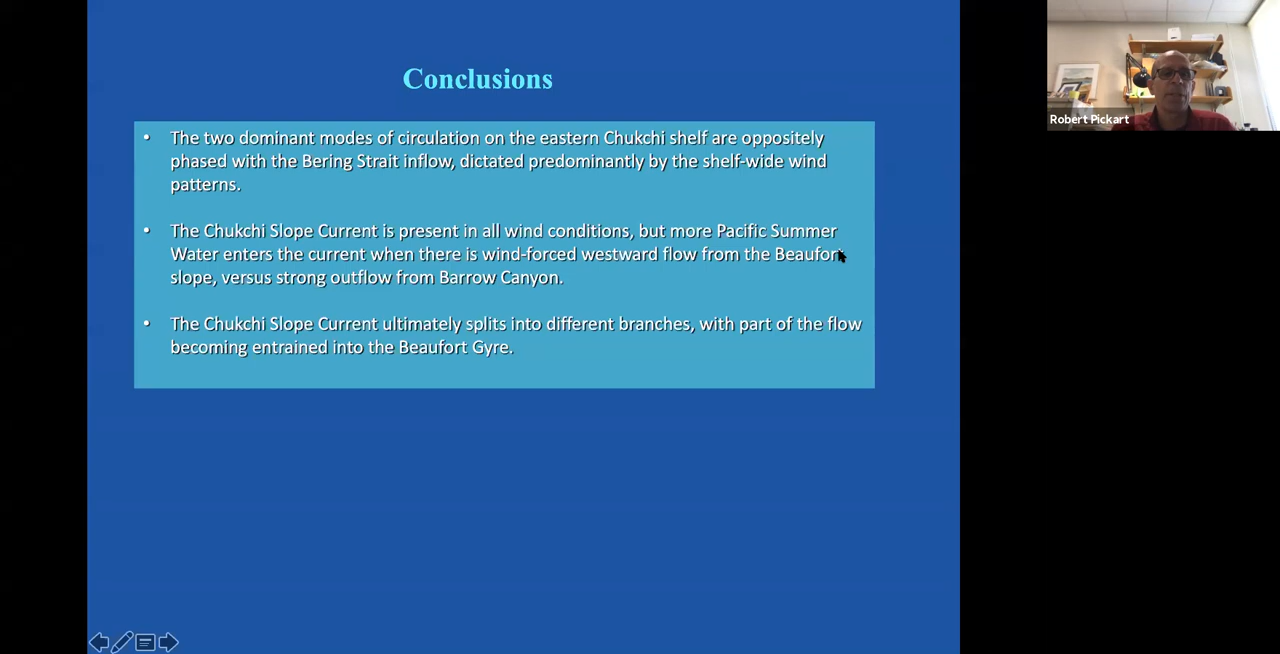 Conclusions
• The two dominant modes of circulation on the eastern Chukchi shelf are oppositely
phased with the Bering Strait inflow, dictated predominantly by the shelf-wide wind
patterns.
• The Chukchi Slope Current is present in all wind conditions, but more Pacific Summer
Water enters the current when there is wind-forced westward flow from the Beaufort
slope, versus strong outflow from Barrow Canyon.
• The Chukchi Slope Current ultimately splits into different branches, with part of the flow
becoming entrained into the Beaufort Gyre.
Robert Pickart